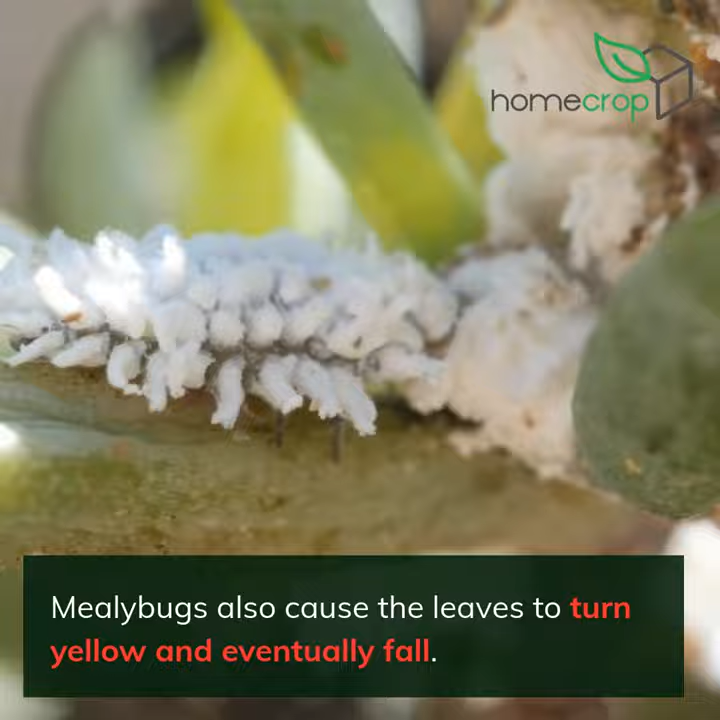 homecrop
Mealybugs also cause the leaves to turn
yellow and eventually fall.